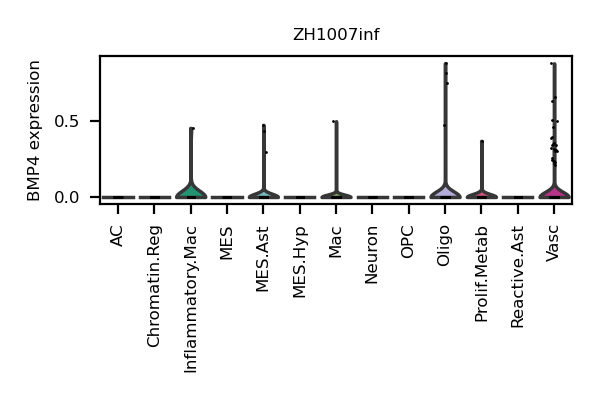 ZH1007inf
BMP4 expression
0.5
0.0
AC
Chromatin.Reg
Inflammatory.Mac
MES
MES.Ast
MES.Hyp
Mac
Neuron
OPC
Oligo
Prolif.Metab
Reactive.Ast
Vasc